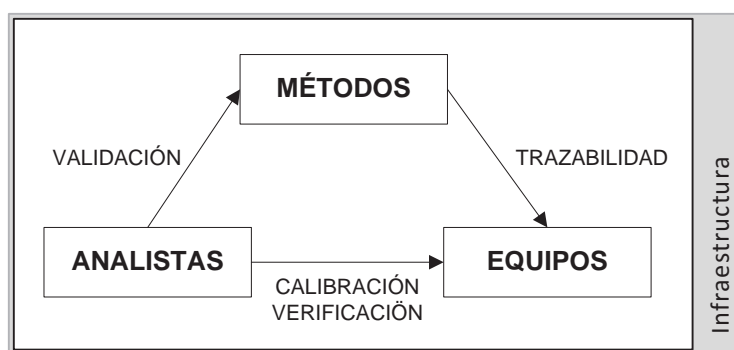 MÉTODOS
VALIDACIÓN
TRAZABILIDAD
ANALISTAS
EQUIPOS
CALIBRACIÓN
VERIFICACIÖN
Infraestructura